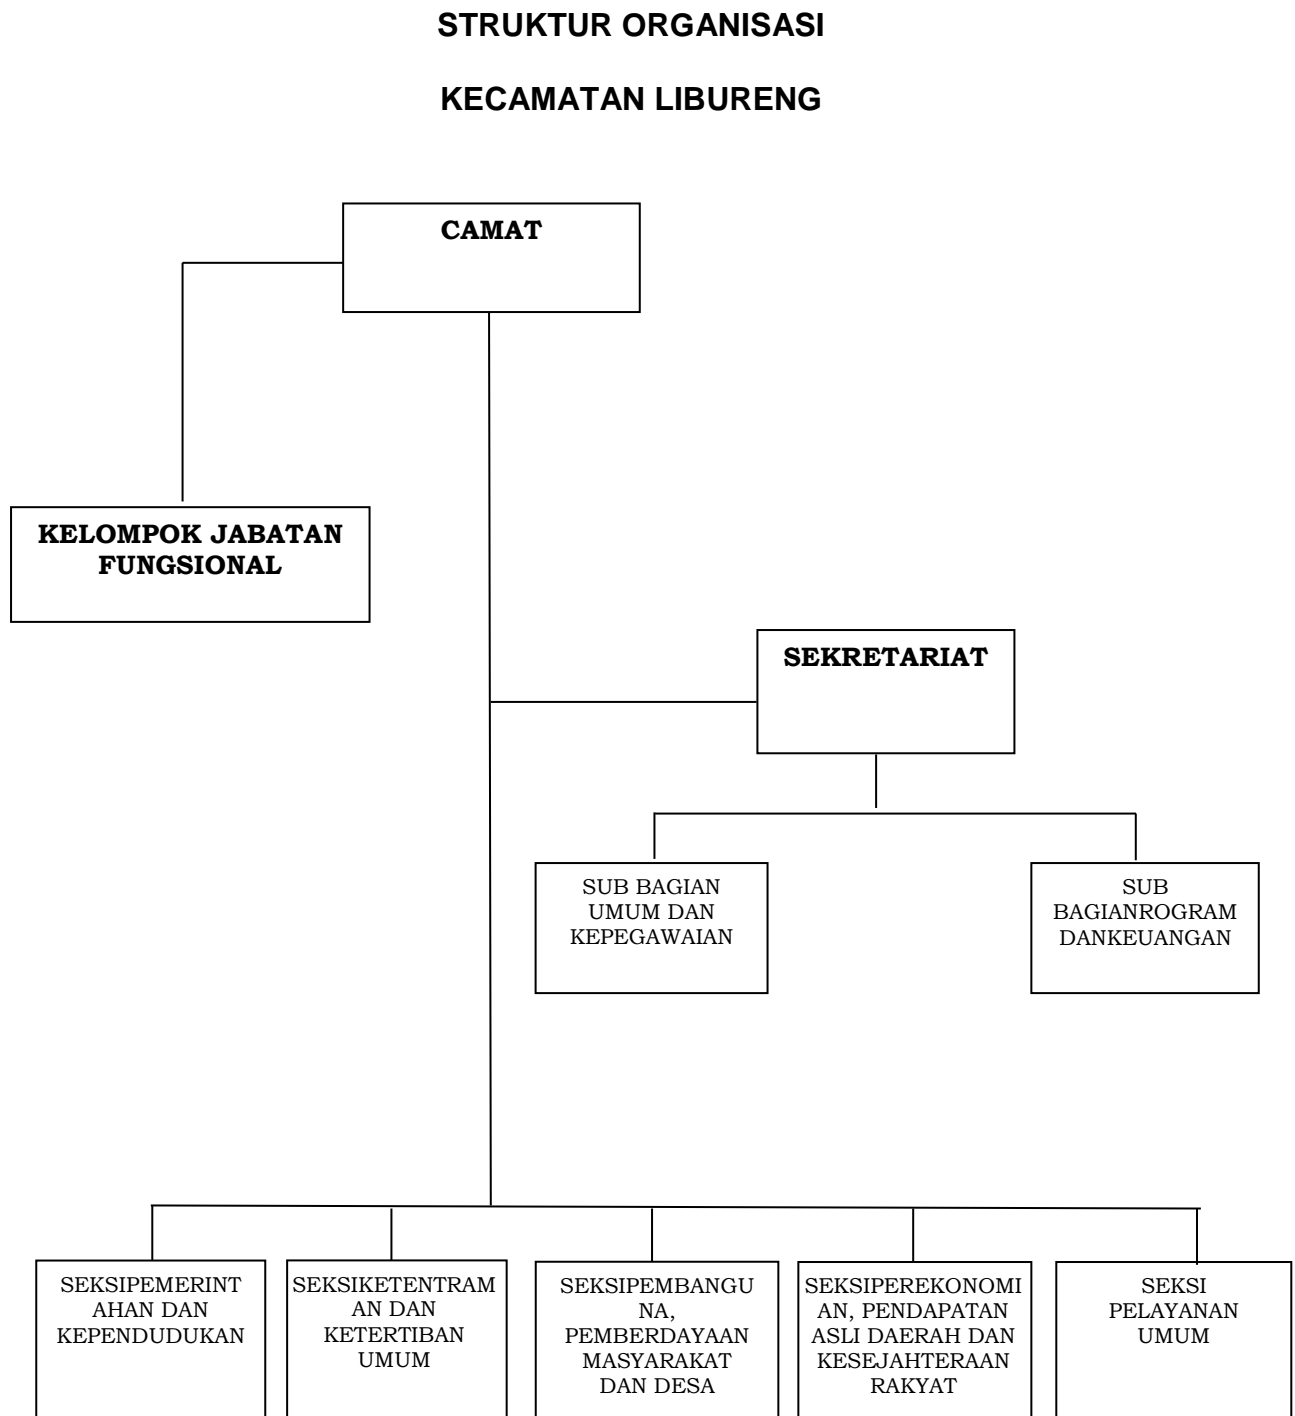 STRUKTUR ORGANISASI
KECAMATAN LIBURENG
CAMAT
KELOMPOK JABATAN
FUNGSIONAL
SEKRETARIAT
SUB BAGIAN
UMUM DAN
KEPEGAWAIAN
SUB
BAGIANROGRAM
DANKEUANGAN
SEKSIPEMERINT
AHAN DAN
KEPENDUDUKAN
SEKSIKETENTRAM
AN DAN
KETERTIBAN
UMUM
SEKSIPEMBANGU
NA,
PEMBERDAYAAN
MASYARAKAT
DAN DESA
SEKSIPEREKONOMI
AN, PENDAPATAN
ASLI DAERAH DAN
KESEJAHTERAAN
RAKYAT
SEKSI
PELAYANAN
UMUM